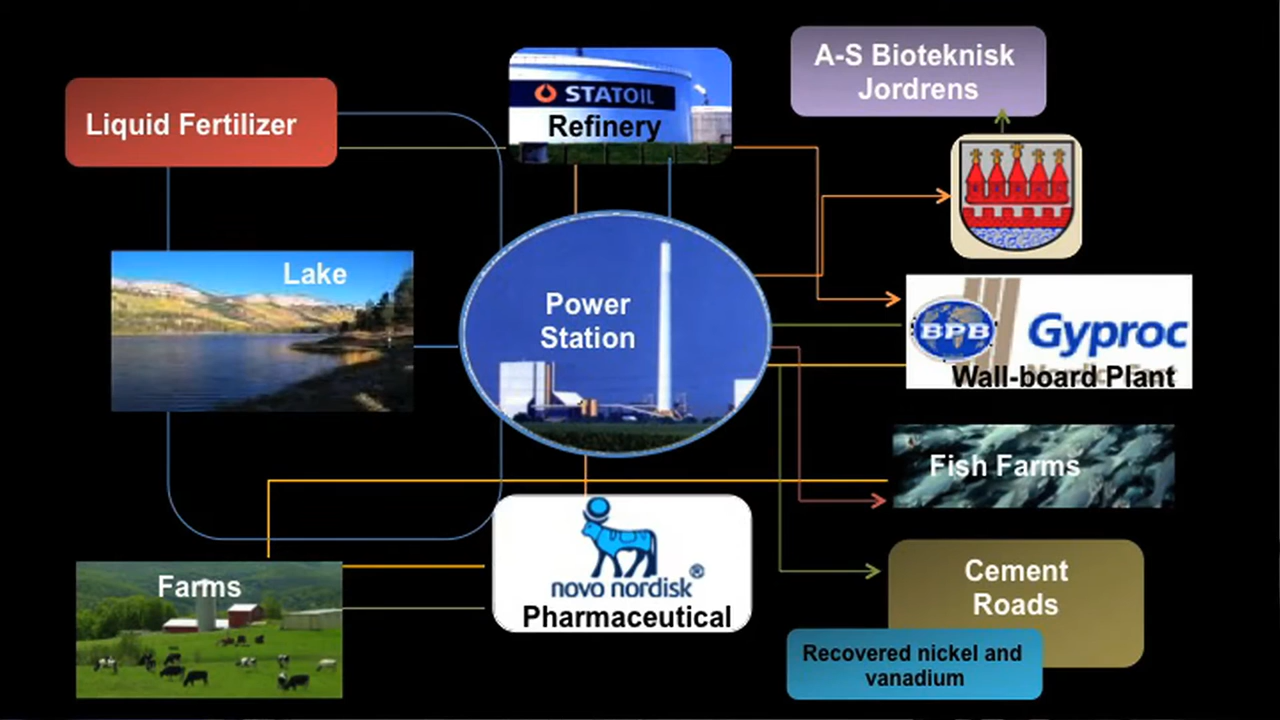 A-S Bioteknisk
Jordrens
STATOIL
Refinery
Liquid Fertilizer
Lake
Power
Station
BPB
Gyproc
Wall-board Plant
Fish Farms
Farms
novo nordisk®
Pharmaceutical
Cement
Roads
Recovered nickel and
vanadium